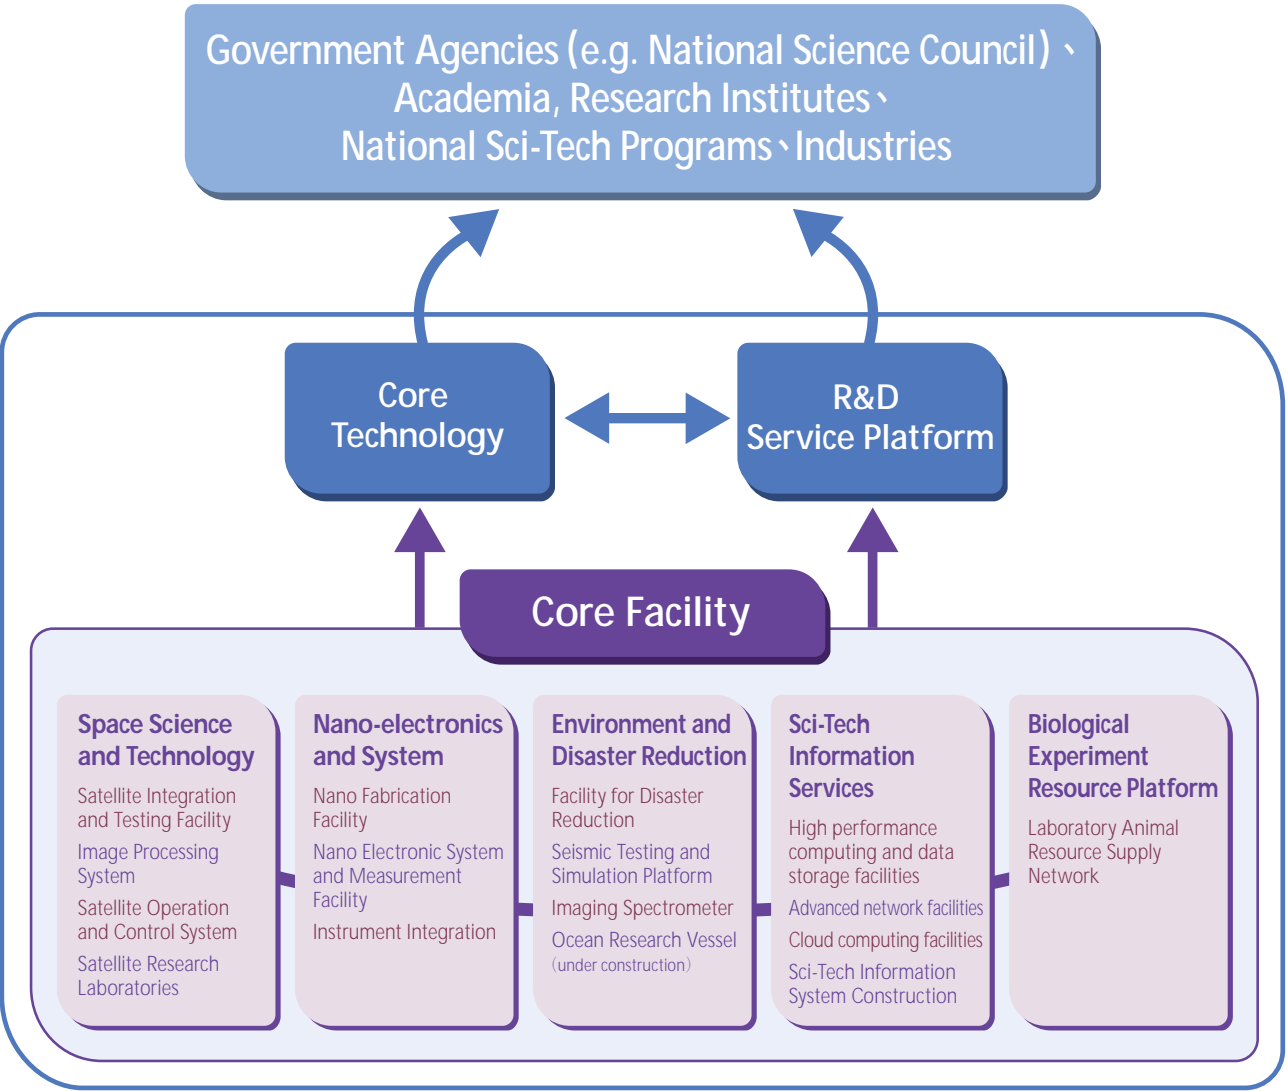 Government Agencies (e.g. National Science Council)、
Academia, Research Institutes、
National Sci-Tech Programs、Industries
Core
Technology
R&D
Service Platform
Core Facility
Space Science
and Technology
Satellite Integration
and Testing Facility
Image Processing
System
Satellite Operation
and Control System
Satellite Research
Laboratories
Nano-electronics
and System
Nano Fabrication
Facility
Nano Electronic System
and Measurement
Facility
Instrument Integration
Environment and
Disaster Reduction
Facility for Disaster
Reduction
Seismic Testing and
Simulation Platform
Imaging Spectrometer
Ocean Research Vessel
(under construction)
Sci-Tech
Information
Services
High performance
computing and data
storage facilities
Advanced network facilities
Cloud computing facilities
Sci-Tech Information
System Construction
Biological
Experiment
Resource Platform
Laboratory Animal
Resource Supply
Network